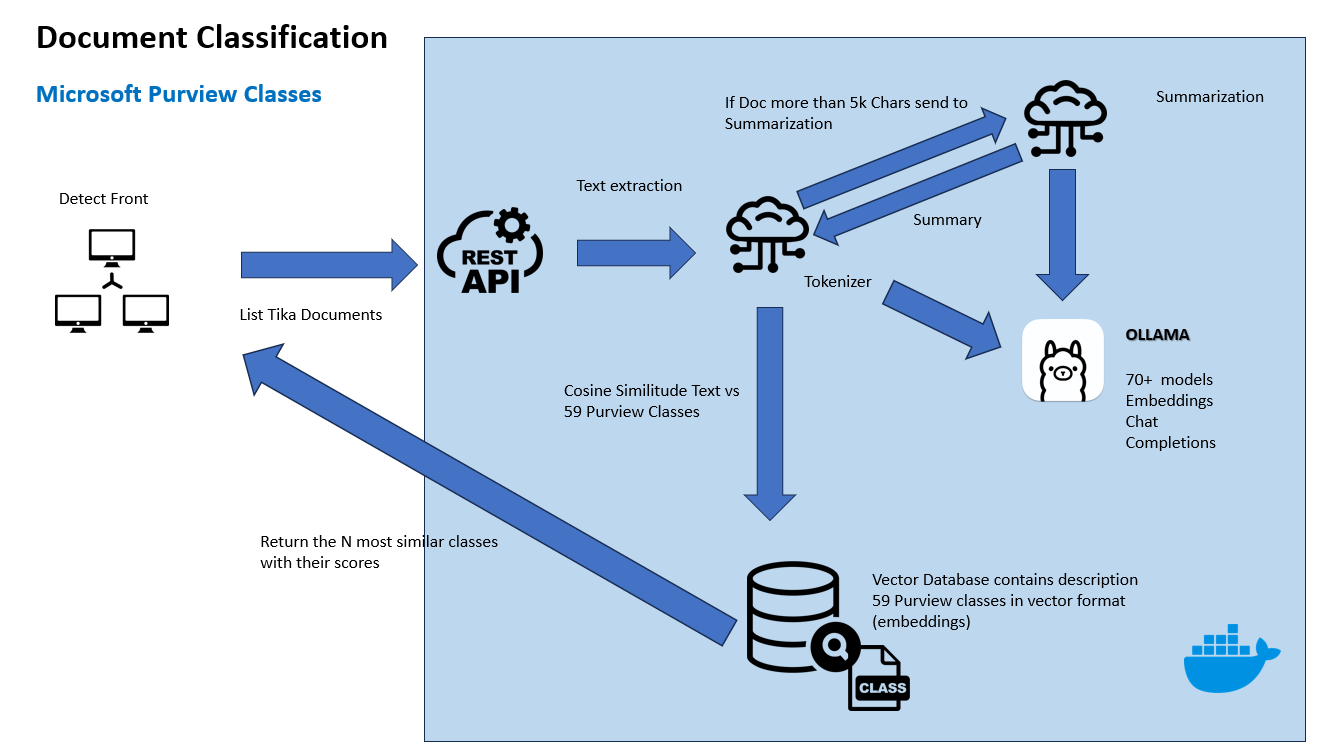 Document Classification
Microsoft Purview Classes
If Doc more than 5k Chars send to
Summarization
Summarization
Text extraction
Detect Front
Summary
REST
API
Tokenizer
List Tika Documents
OLLAMA
70+ models
Embeddings
Chat
Completions
Cosine Similitude Text vs
59 Purview Classes
Return the N most similar classes
with their scores
Vector Database contains description
59 Purview classes in vector format
(embeddings)
CLASS